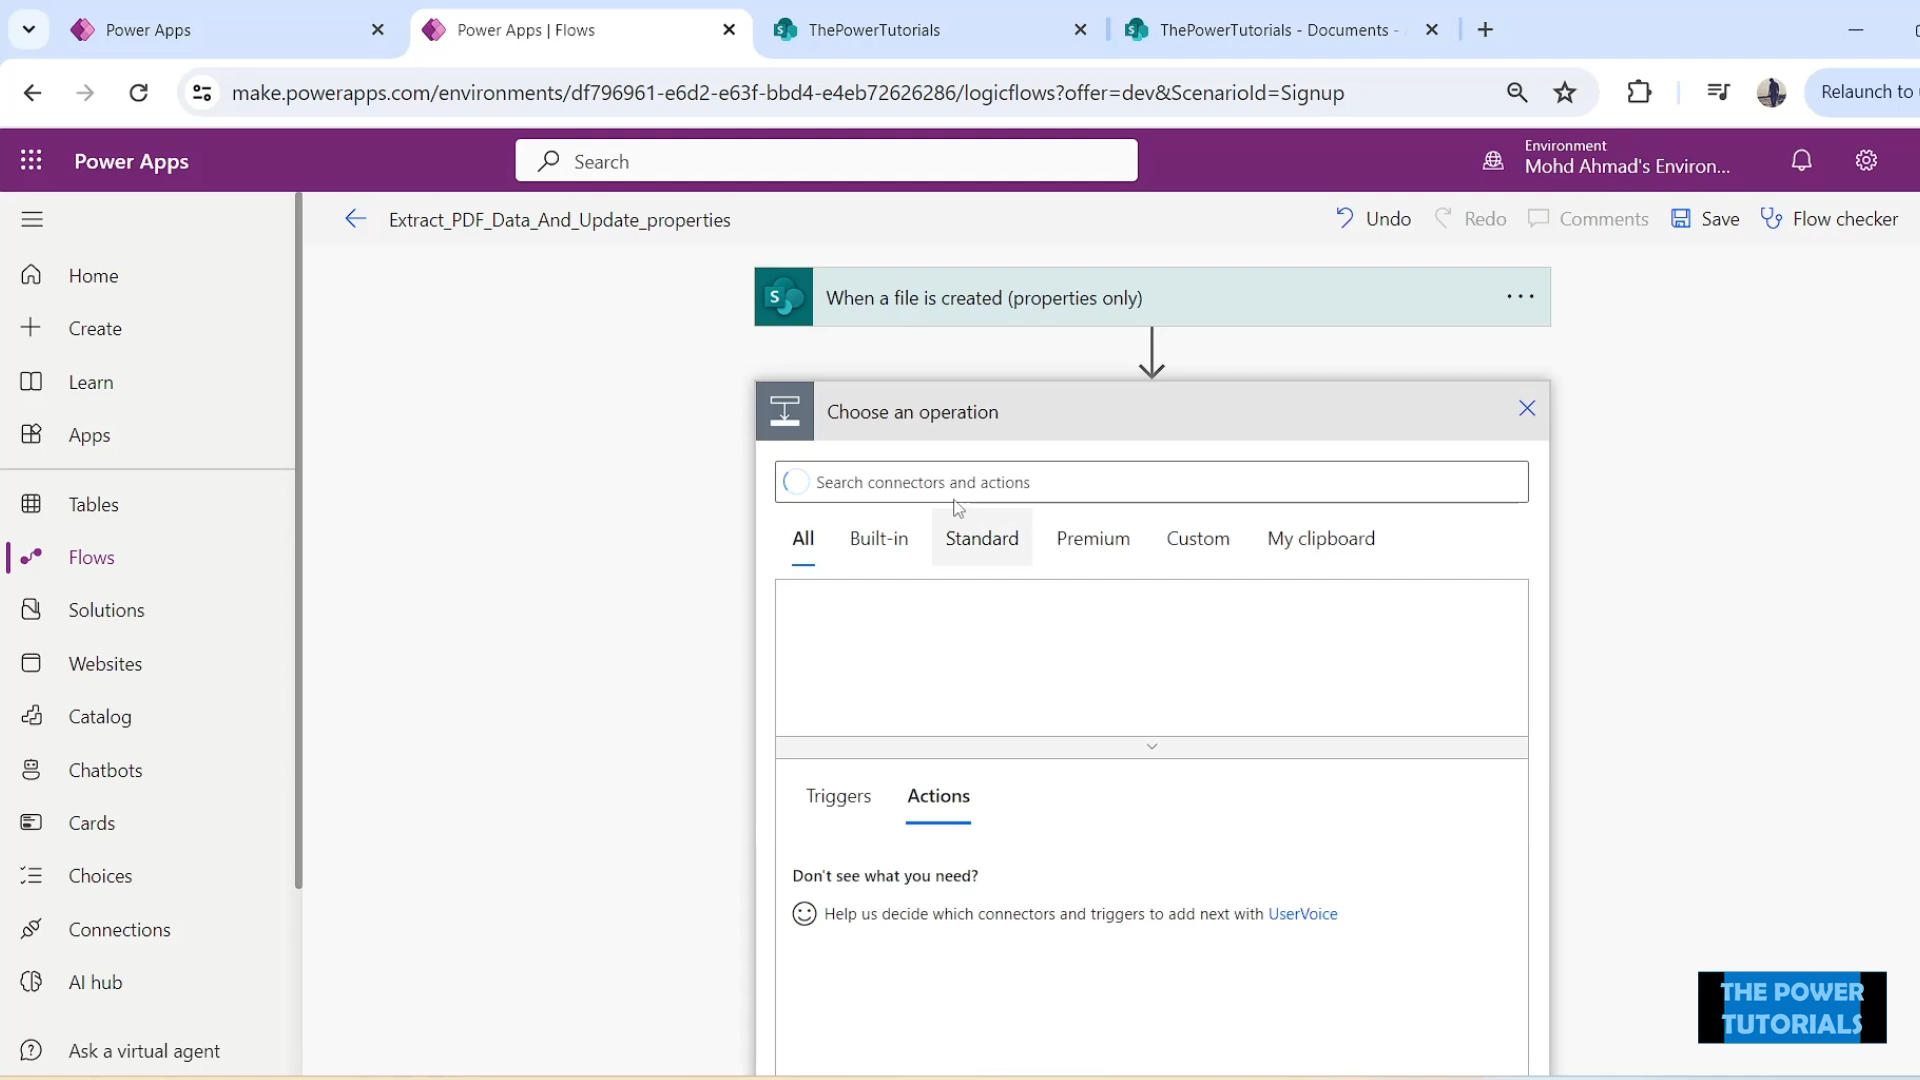 Power Apps
Power Apps | Flows
ThePowerTutorials
ThePowerTutorials - Documents -
make.powerapps.com/environments/df796961-e6d2-e63f-bbd4-e4eb72626286/logicflows?offer=dev&ScenarioId=Signup
Relaunch to
Power Apps
Search
Environment
Mohd Ahmad's Environ...
Extract_PDF_Data_And_Update_properties
Undo
Redo
Comments
Save
Flow checker
Home
Create
Learn
Apps
Tables
Flows
Solutions
Websites
Catalog
Chatbots
Cards
Choices
Connections
AI hub
Ask a virtual agent
S
When a file is created (properties only)
Choose an operation
Search connectors and actions
All Built-in Standard Premium Custom My clipboard
Triggers Actions
Don't see what you need?
Help us decide which connectors and triggers to add next with UserVoice
THE POWER
TUTORIALS